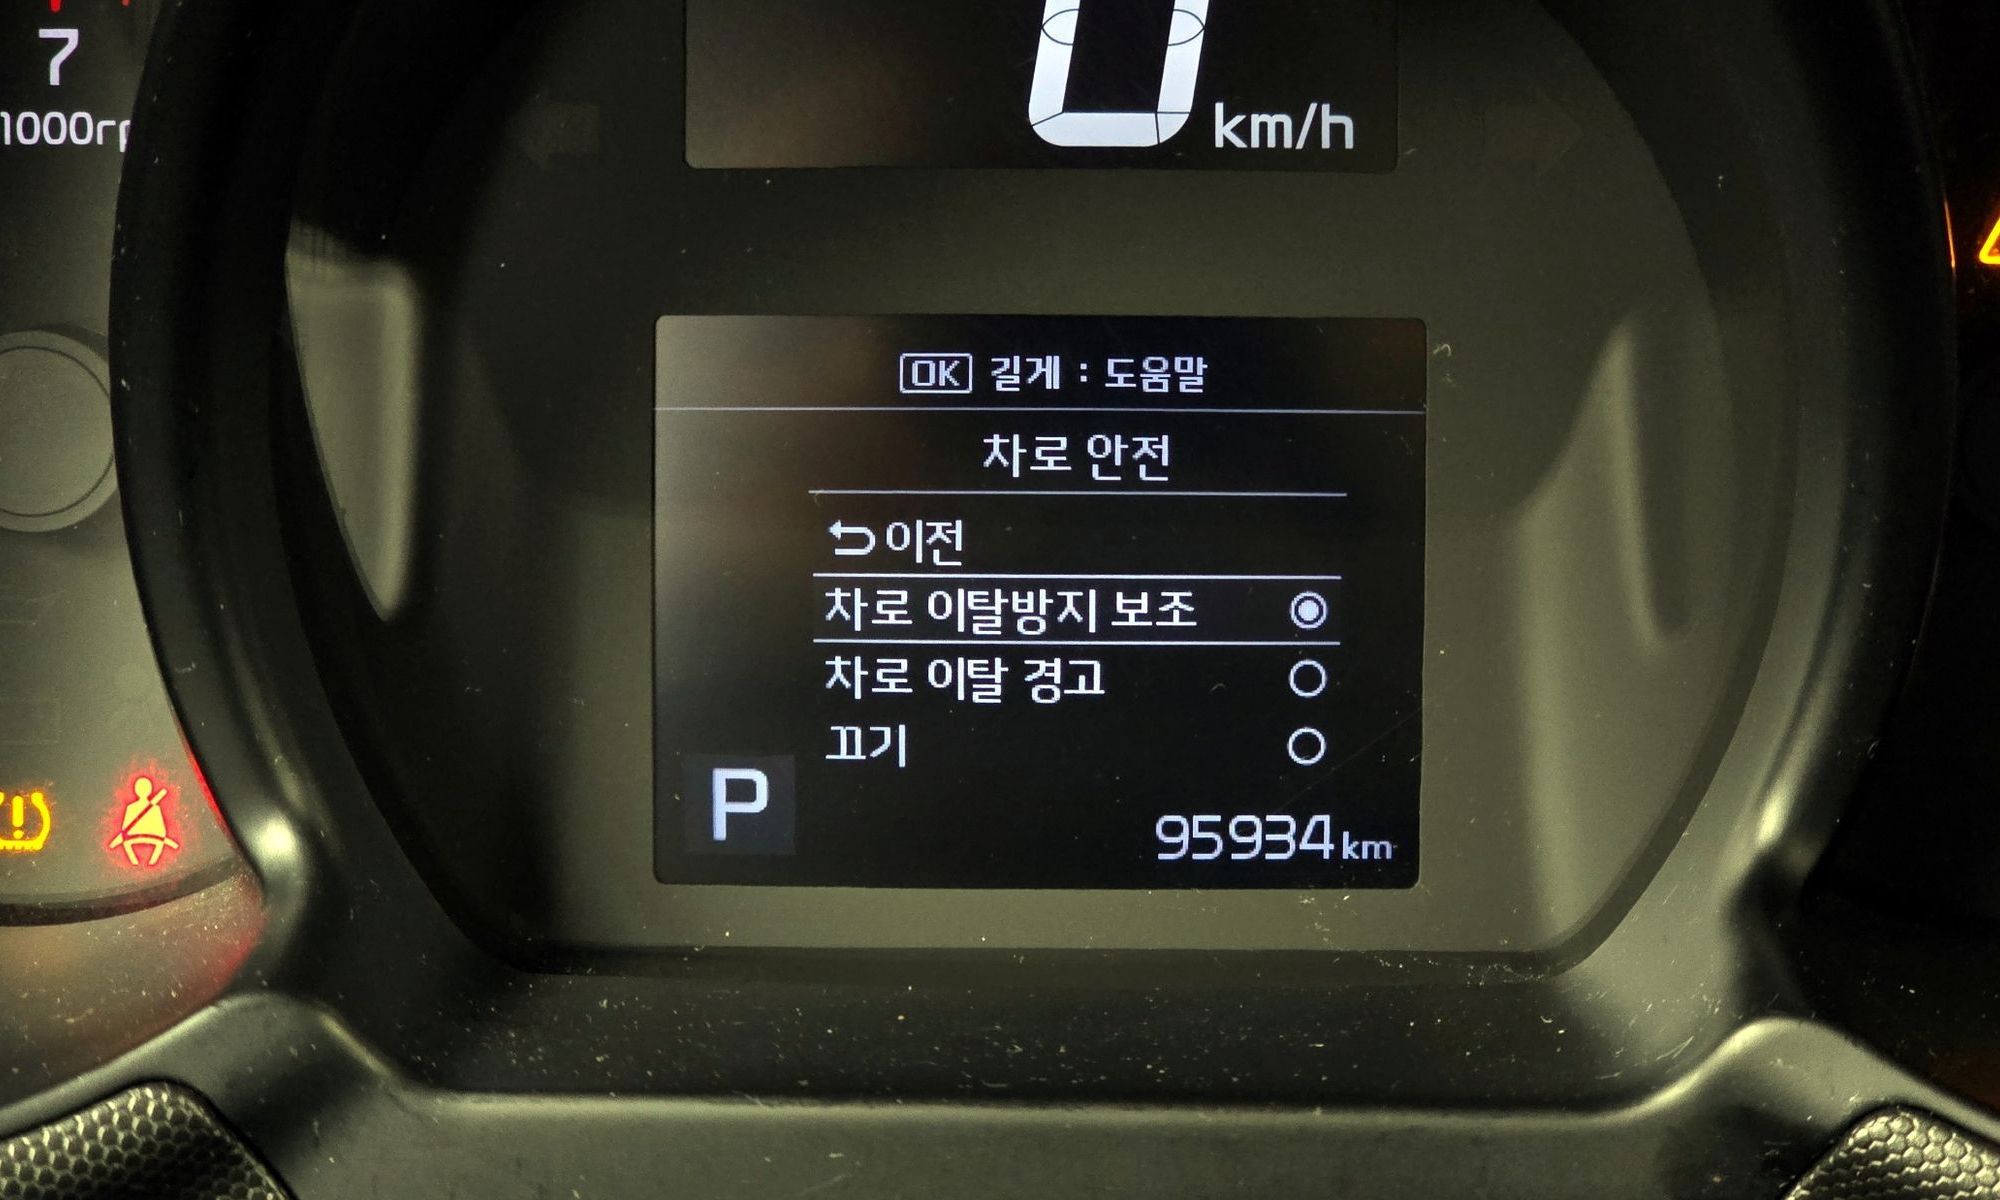 7
0
km/h
OK 길게 : 도움말
차로 안전
이전
차로 이탈방지 보조
차로 이탈 경고
끄기
P
95934 km